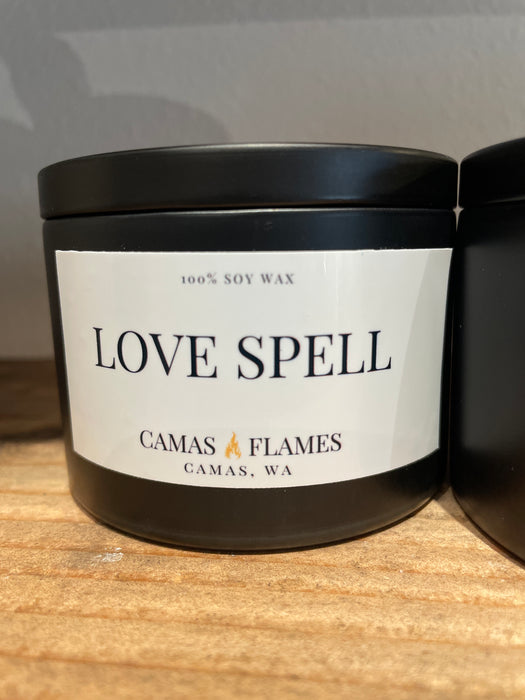 100% SOY WAX
LOVE SPELL
CAMAS FLAMES
CAMAS, WA